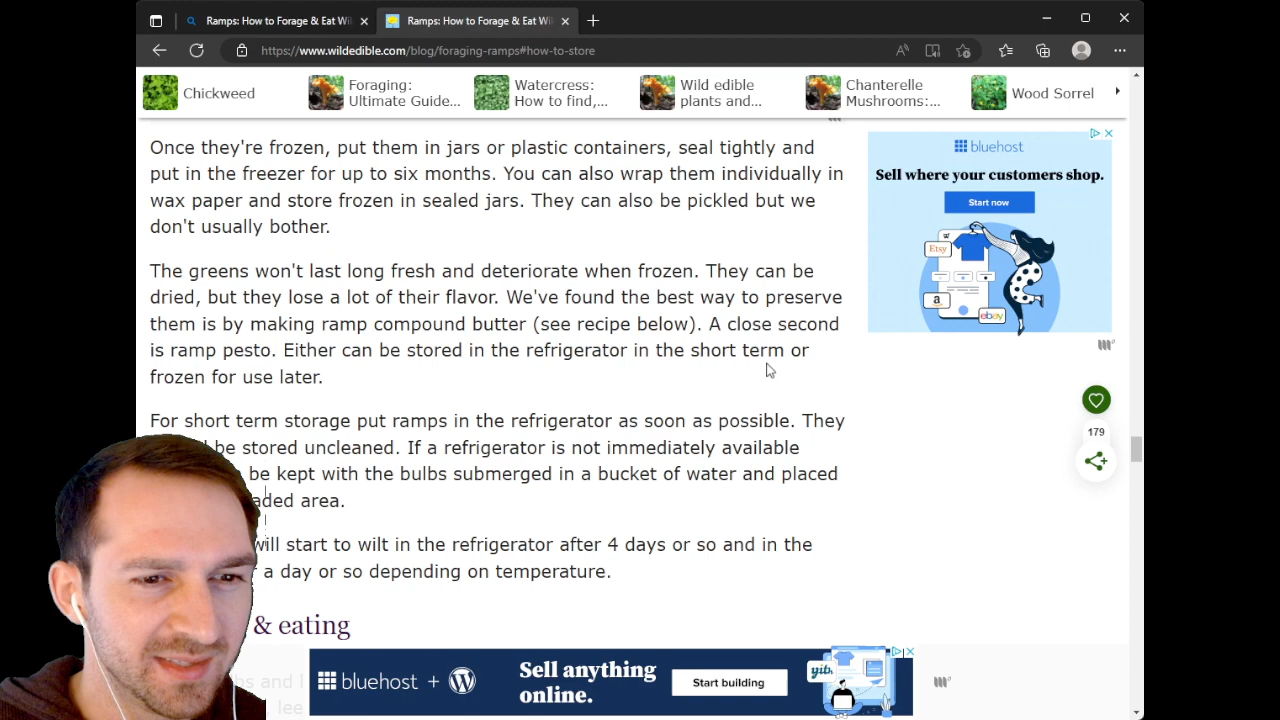 Ramps: How to Forage & Eat Wil
Ramps: How to Forage & Eat Wi
https://www.wildedible.com/blog/foraging-ramps#how-to-store
Chickweed
Foraging:
Ultimate Guide...
Watercress:
How to find,...
Wild edible
plants and...
Chanterelle
Mushrooms:...
Wood Sorrel
Once they're frozen, put them in jars or plastic containers, seal tightly and
put in the freezer for up to six months. You can also wrap them individually in
wax paper and store frozen in sealed jars. They can also be pickled but we
don't usually bother.
The greens won't last long fresh and deteriorate when frozen. They can be
dried, but they lose a lot of their flavor. We've found the best way to preserve
them is by making ramp compound butter (see recipe below). A close second
is ramp pesto. Either can be stored in the refrigerator in the short term or
frozen for use later.
For short term storage put ramps in the refrigerator as soon as possible. They
be stored uncleaned. If a refrigerator is not immediately available
be kept with the bulbs submerged in a bucket of water and placed
aded area.
will start to wilt in the refrigerator after 4 days or so and in the
a day or so depending on temperature.
& eating
bluehost
Sell where your customers shop.
Start now
Etsy
a
ebay
179
bluehost +
Sell anything
online.
Start building
yith